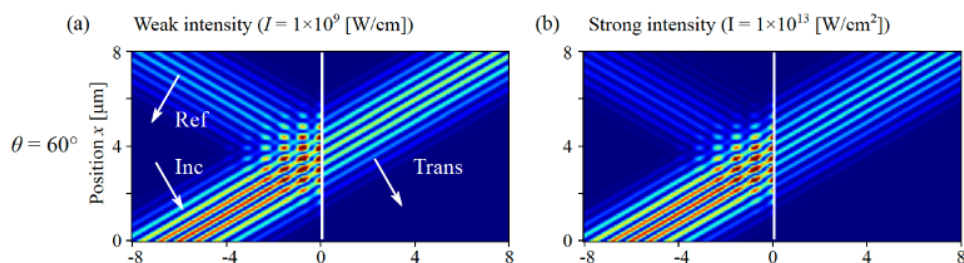 (a) Weak intensity (I = 1×10⁹ [W/cm])
(b) Strong intensity (I = 1×10¹³ [W/cm²])
θ = 60°
Position x [μm]
8
4
0
Ref
Inc
Trans
-8
-4
0
4
8
8
4
0
-8
-4
0
4
8